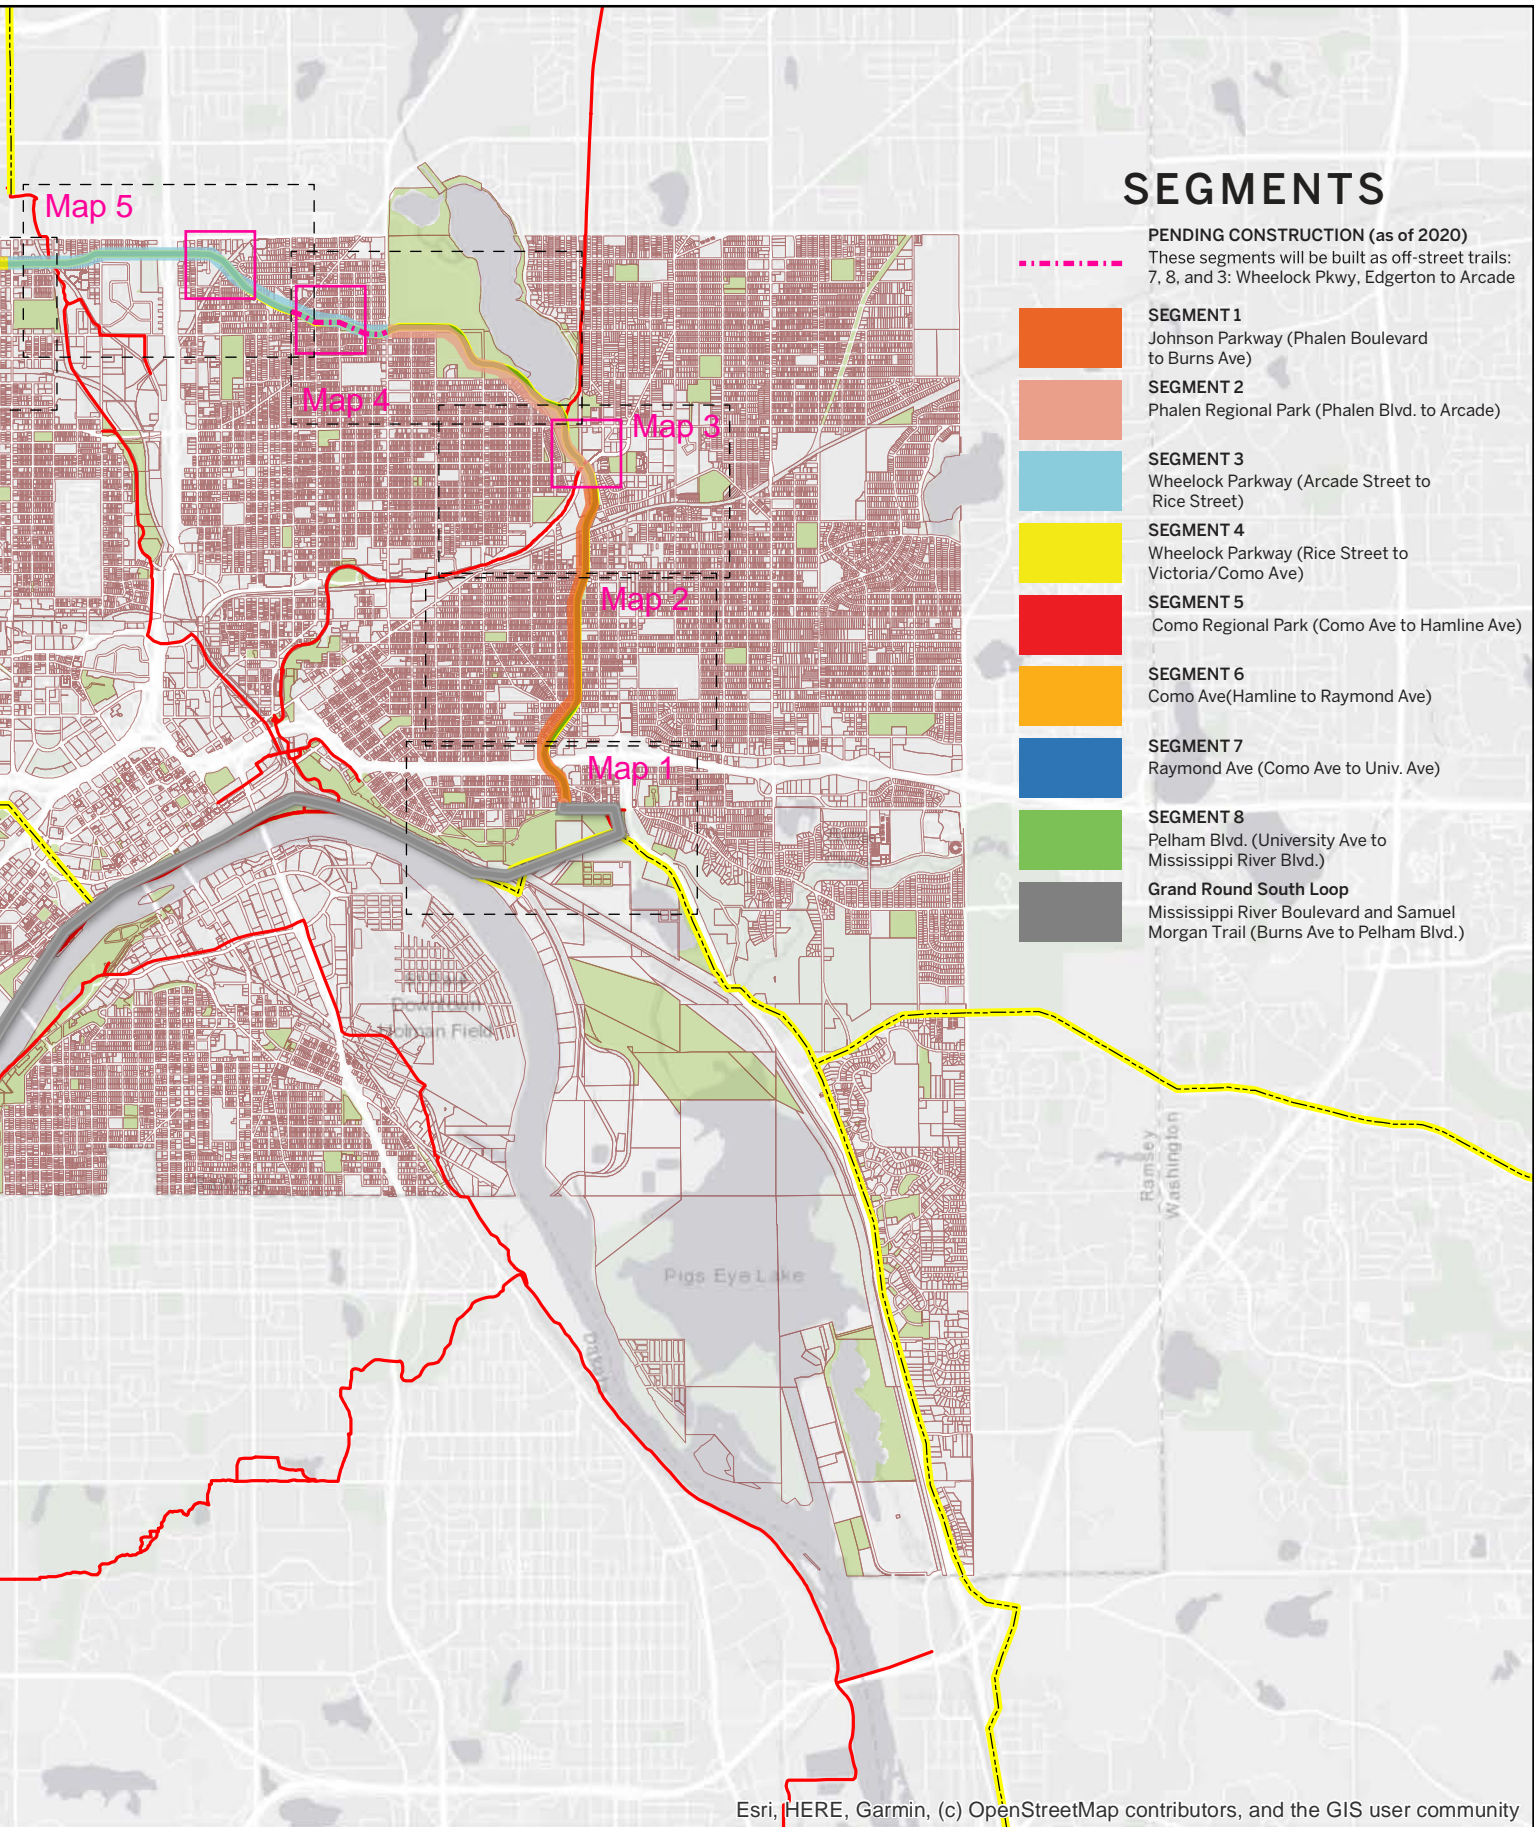 SEGMENTS
PENDING CONSTRUCTION (as of 2020)
These segments will be built as off-street trails:
7, 8, and 3: Wheelock Pkwy, Edgerton to Arcade
SEGMENT 1
Johnson Parkway (Phalen Boulevard
to Burns Ave)
SEGMENT 2
Phalen Regional Park (Phalen Blvd. to Arcade)
SEGMENT 3
Wheelock Parkway (Arcade Street to
Rice Street)
SEGMENT 4
Wheelock Parkway (Rice Street to
Victoria/Como Ave)
SEGMENT 5
Como Regional Park (Como Ave to Hamline Ave)
SEGMENT 6
Como Ave(Hamline to Raymond Ave)
SEGMENT 7
Raymond Ave (Como Ave to Univ. Ave)
SEGMENT 8
Pelham Blvd. (University Ave to
Mississippi River Blvd.)
Grand Round South Loop
Mississippi River Boulevard and Samuel
Morgan Trail (Burns Ave to Pelham Blvd.)
Map 5
Map 4
Map 3
Map 2
Map 1
Downtown
Holman Field
Ramsey
Washington
Pigs Eye Lake
Esri, HERE, Garmin, (c) OpenStreetMap contributors, and the GIS user community